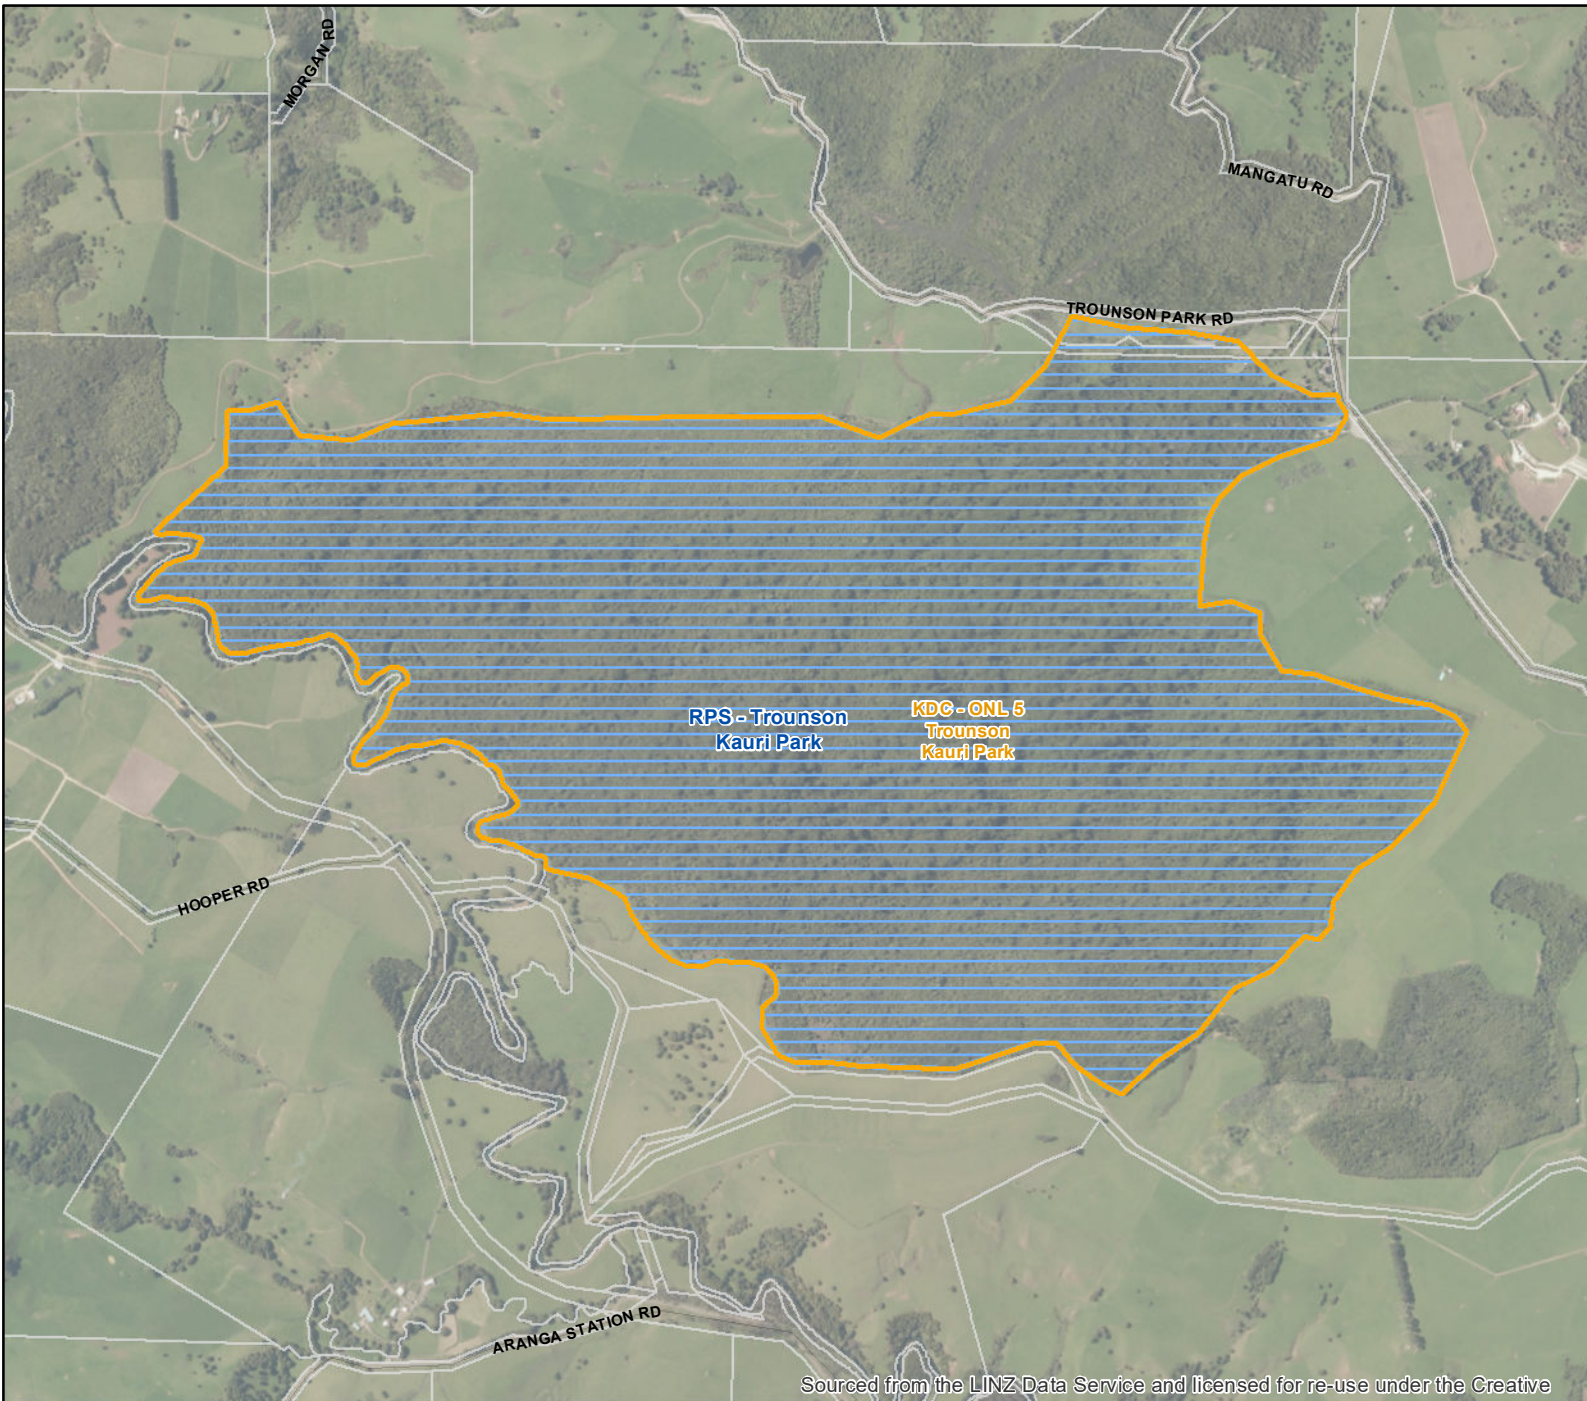 MORGAN RD
MANGATU RD
TROUNSON PARK RD
RPS - Trounson
Kauri Park
KDC - ONL 5
Trounson
Kauri Park
HOOPER RD
ARANGA STATION RD
Sourced from the LINZ Data Service and licensed for re-use under the Creative